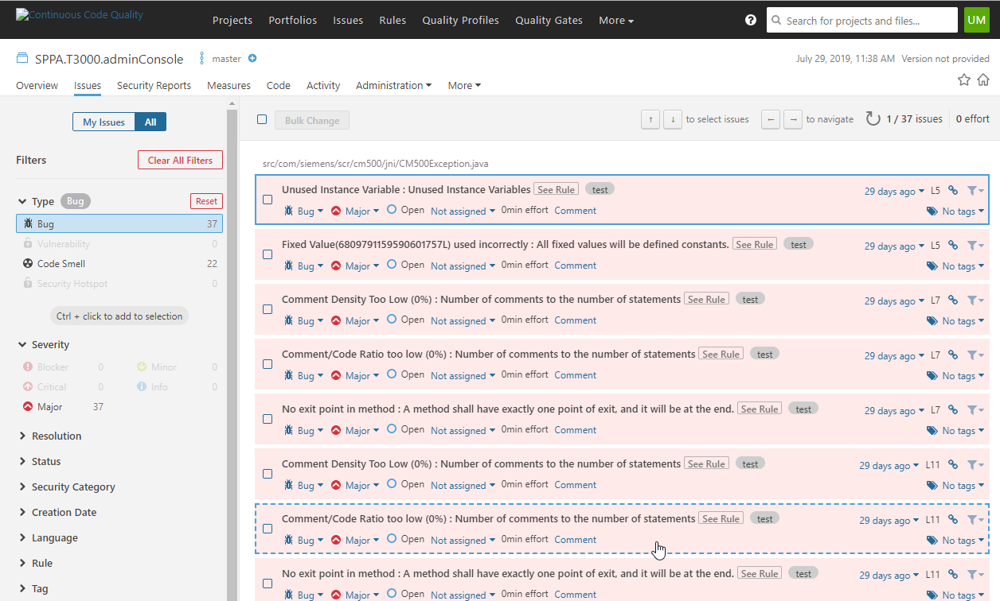 Continuous Code Quality Projects Portfolios Issues Rules Quality Profiles Quality Gates More Search for projects and files... UM
SPPA.T3000.adminConsole master July 29, 2019, 11:38 AM Version not provided
Overview Issues Security Reports Measures Code Activity Administration More
My Issues All
Bulk Change ↑ ↓ to select issues ← → to navigate 1 / 37 issues 0 effort
Filters Clear All Filters
Type Bug Reset
Bug 37
Vulnerability 0
Code Smell 22
Security Hotspot 0
Ctrl + click to add to selection
Severity
Blocker 0 Minor 0
Critical 0 Info 0
Major 37
Resolution
Status
Security Category
Creation Date
Language
Rule
Tag
src/com/siemens/scr/cm500/jni/CM500Exception.java
Unused Instance Variable : Unused Instance Variables See Rule test 29 days ago L5
Bug Major Open Not assigned 0min effort Comment No tags
Fixed Value(6809791159590601757L) used incorrectly : All fixed values will be defined constants. See Rule test 29 days ago L5
Bug Major Open Not assigned 0min effort Comment No tags
Comment Density Too Low (0%) : Number of comments to the number of statements See Rule test 29 days ago L7
Bug Major Open Not assigned 0min effort Comment No tags
Comment/Code Ratio too low (0%) : Number of comments to the number of statements See Rule test 29 days ago L7
Bug Major Open Not assigned 0min effort Comment No tags
No exit point in method : A method shall have exactly one point of exit, and it will be at the end. See Rule test 29 days ago L7
Bug Major Open Not assigned 0min effort Comment No tags
Comment Density Too Low (0%) : Number of comments to the number of statements See Rule test 29 days ago L11
Bug Major Open Not assigned 0min effort Comment No tags
Comment/Code Ratio too low (0%) : Number of comments to the number of statements See Rule test 29 days ago L11
Bug Major Open Not assigned 0min effort Comment No tags
No exit point in method : A method shall have exactly one point of exit, and it will be at the end. See Rule test 29 days ago L11
Bug Major Open Not assigned 0min effort Comment No tags